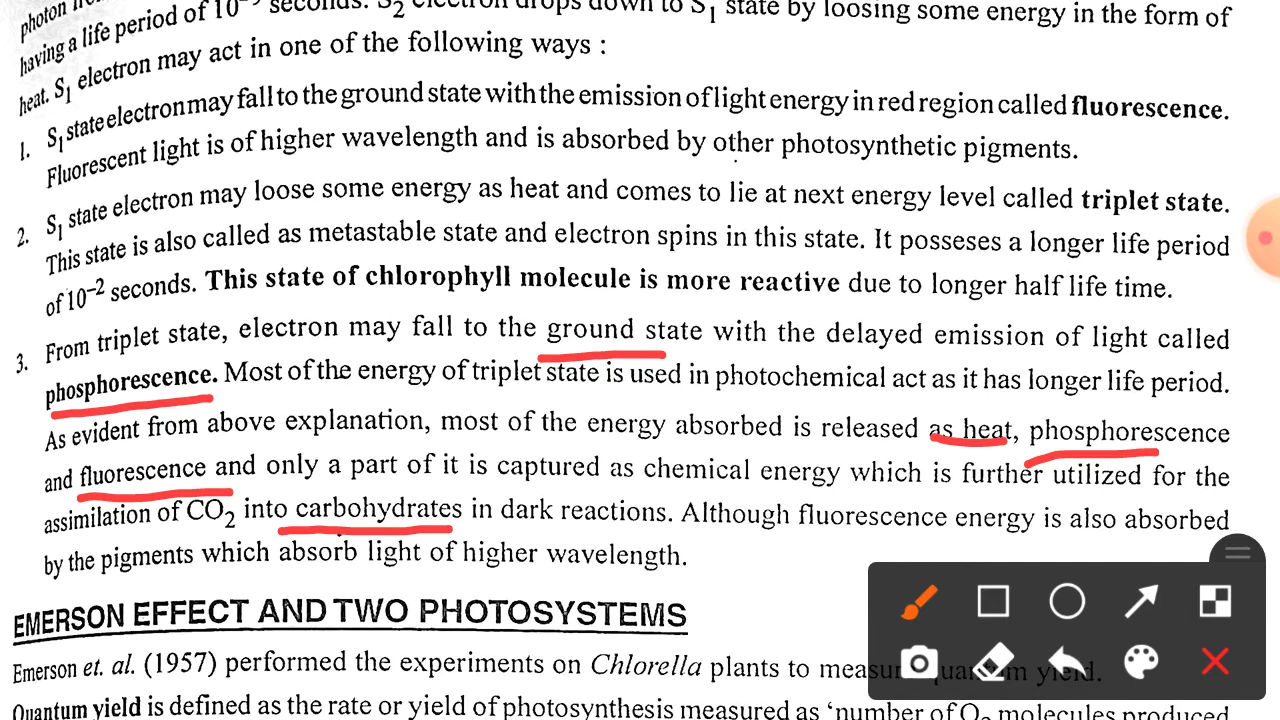 photon
having a life period of 10 seconds. S2 electron drops down to S1 state by loosing some energy in the form of
heat. S1 electron may act in one of the following ways :
1. S1 state electron may fall to the ground state with the emission of light energy in red region called fluorescence.
Fluorescent light is of higher wavelength and is absorbed by other photosynthetic pigments.
2. S1 state electron may loose some energy as heat and comes to lie at next energy level called triplet state.
This state is also called as metastable state and electron spins in this state. It posseses a longer life period
of 10–2 seconds. This state of chlorophyll molecule is more reactive due to longer half life time.
3. From triplet state, electron may fall to the ground state with the delayed emission of light called
phosphorescence. Most of the energy of triplet state is used in photochemical act as it has longer life period.
As evident from above explanation, most of the energy absorbed is released as heat, phosphorescence
and fluorescence and only a part of it is captured as chemical energy which is further utilized for the
assimilation of CO2 into carbohydrates in dark reactions. Although fluorescence energy is also absorbed
by the pigments which absorb light of higher wavelength.
EMERSON EFFECT AND TWO PHOTOSYSTEMS
Emerson et. al. (1957) performed the experiments on Chlorella plants to measure quantum yield.
Quantum yield is defined as the rate or yield of photosynthesis measured as ‘number of O2 molecules produced